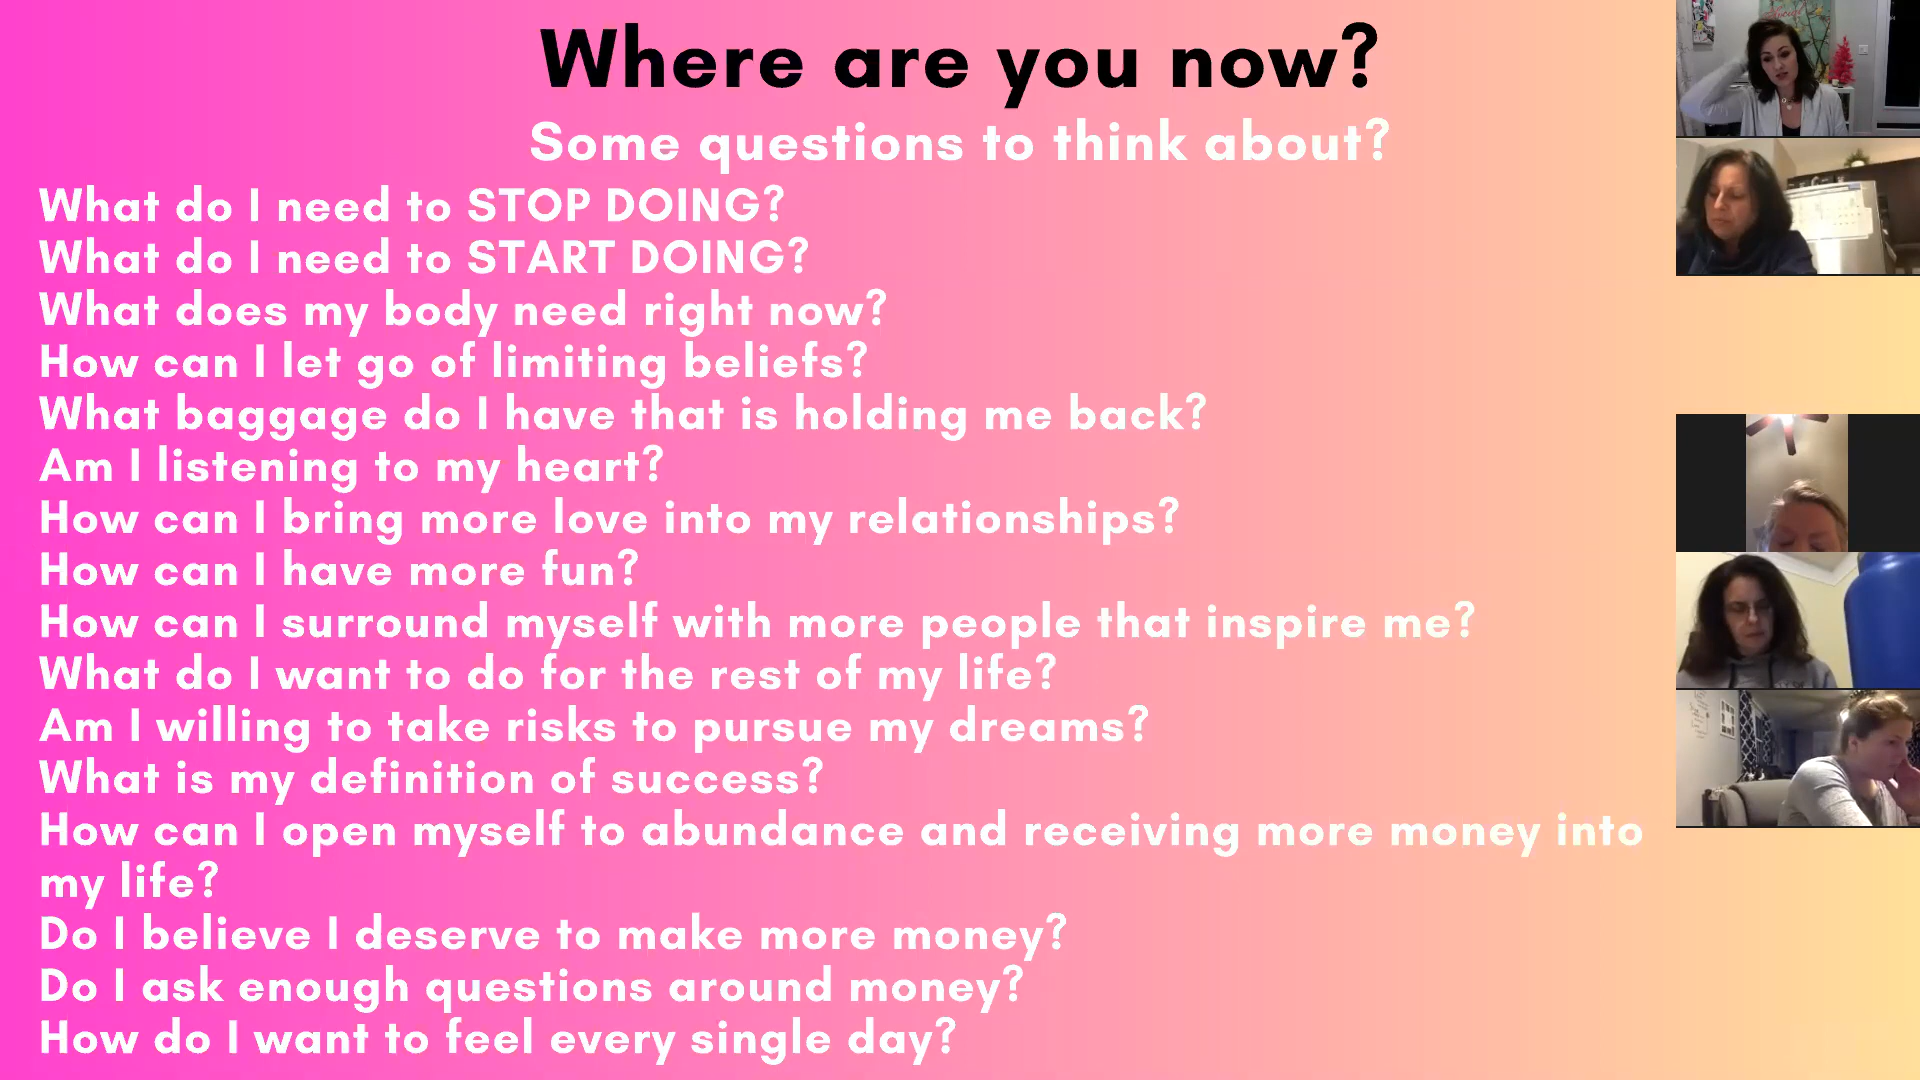 Where are you now?
Some questions to think about?
What do I need to STOP DOING?
What do I need to START DOING?
What does my body need right now?
How can I let go of limiting beliefs?
What baggage do I have that is holding me back?
Am I listening to my heart?
How can I bring more love into my relationships?
How can I have more fun?
How can I surround myself with more people that inspire me?
What do I want to do for the rest of my life?
Am I willing to take risks to pursue my dreams?
What is my definition of success?
How can I open myself to abundance and receiving more money into
my life?
Do I believe I deserve to make more money?
Do I ask enough questions around money?
How do I want to feel every single day?